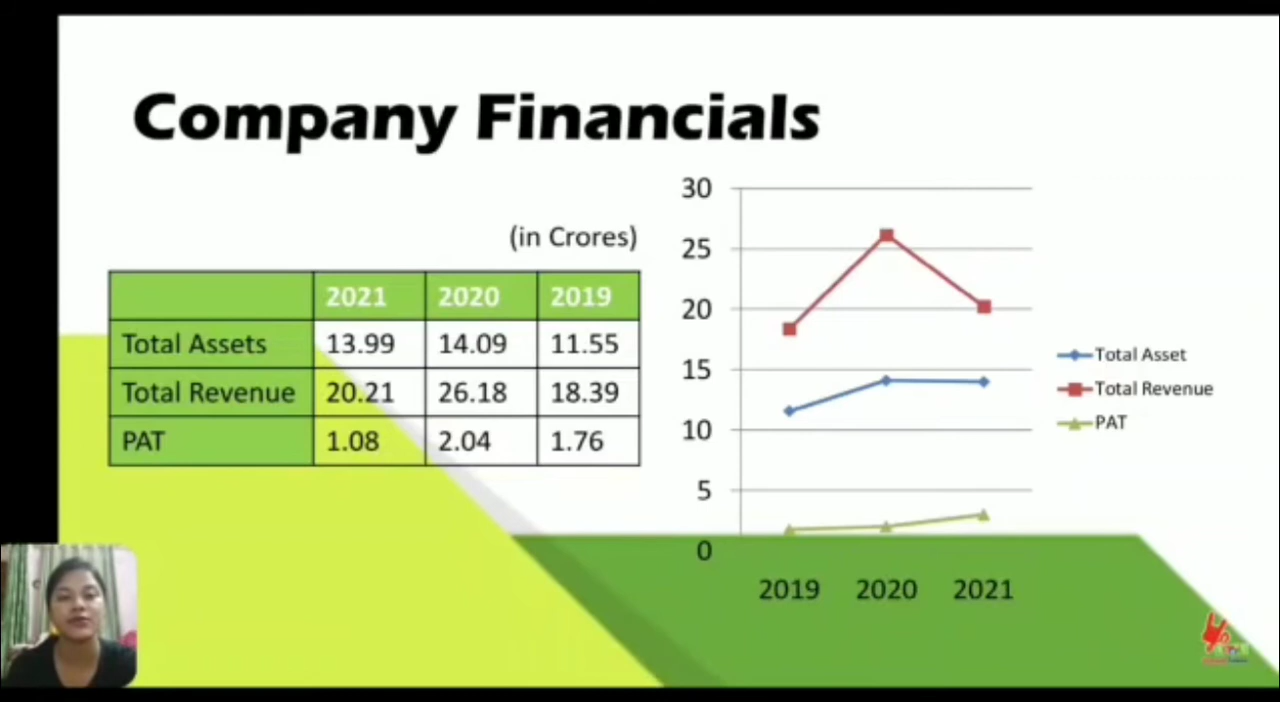 Company Financials
(in Crores)
2021 2020 2019
Total Assets 13.99 14.09 11.55
Total Revenue 20.21 26.18 18.39
PAT 1.08 2.04 1.76
30
25
20
15
10
5
0
2019 2020 2021
Total Asset
Total Revenue
PAT